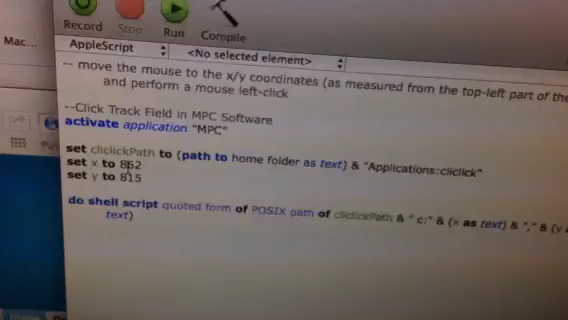 Record Stop Run Compile
Mac...
AppleScript <No selected element>
-- move the mouse to the x/y coordinates (as measured from the top-left part of the
and perform a mouse left-click
--Click Track Field in MPC Software
activate application "MPC"
set cliclickPath to (path to home folder as text) & "Applications:cliclick"
set x to 852
set y to 815
do shell script quoted form of POSIX path of cliclickPath & " c:" & (x as text) & "," & (y
text)